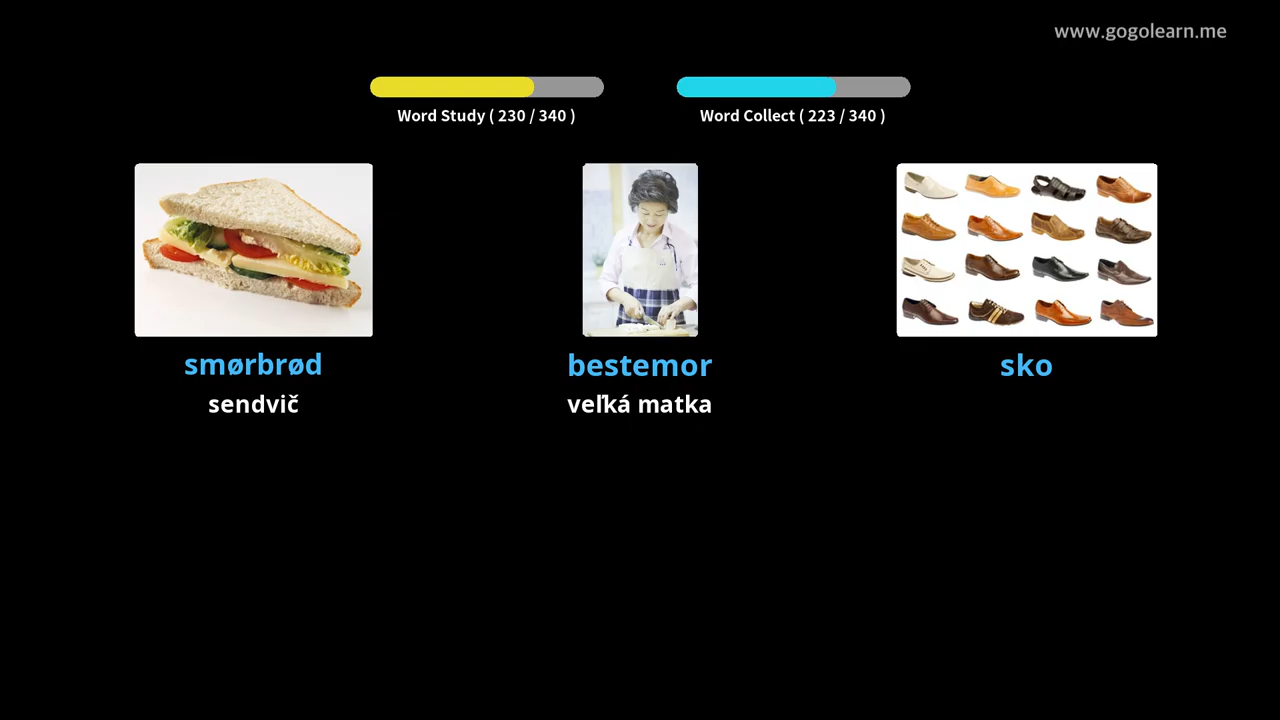 www.gogolearn.me
Word Study ( 230 / 340 )
Word Collect ( 223 / 340 )
smørbrød
bestemor
sko
sendvič
veľká matka